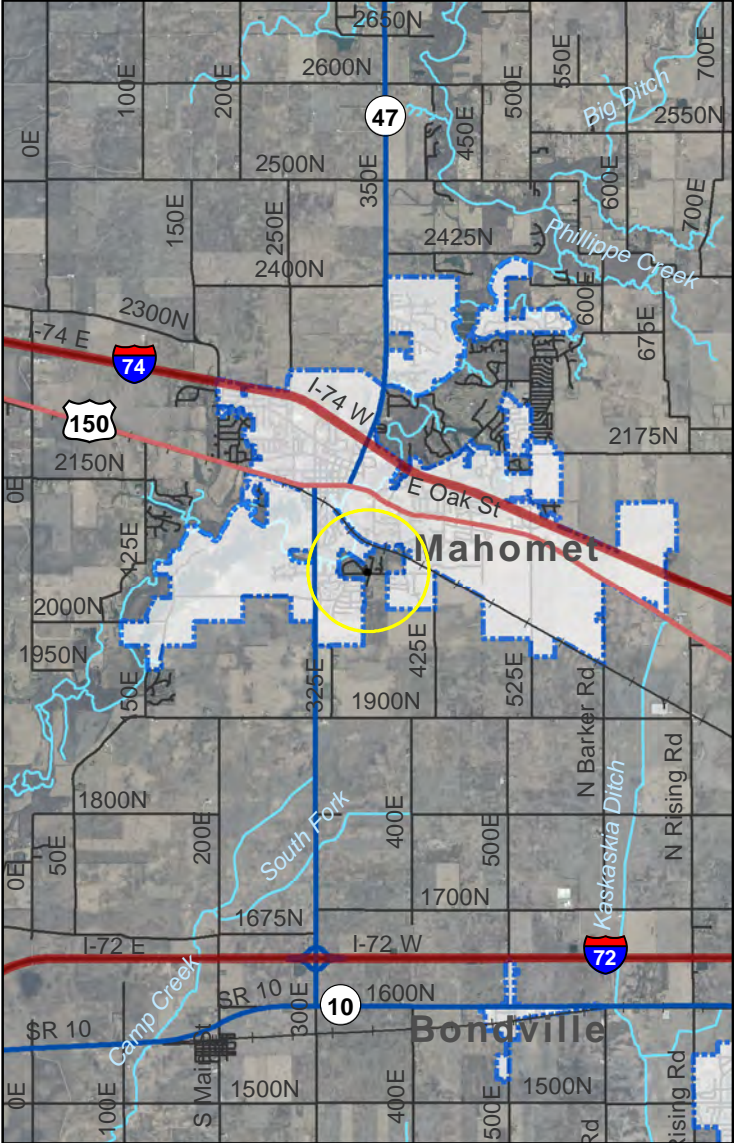 2650N
2600N
700E
550E
100E
200E
500E
47
450E
Big Ditch
2550N
0E
2500N
350E
600E
150E
250E
2425N
700E
Phillippe Creek
2400N
600E
2300N
675E
I-74 E
74
I-74 W
150
2175N
2150N
E Oak St
0E
Mahomet
125E
2000N
425E
1950N
150E
325E
525E
1900N
N Barker Rd
N Rising Rd
1800N
South Fork
400E
Kaskaskia Ditch
200E
500E
50E
0E
1700N
1675N
I-72 E
I-72 W
72
Camp Creek
SR 10
300E
10
1600N
SR 10
Bondville
S Main St
1500N
1500N
Rising Rd
0E
100E
400E
500E
Rd